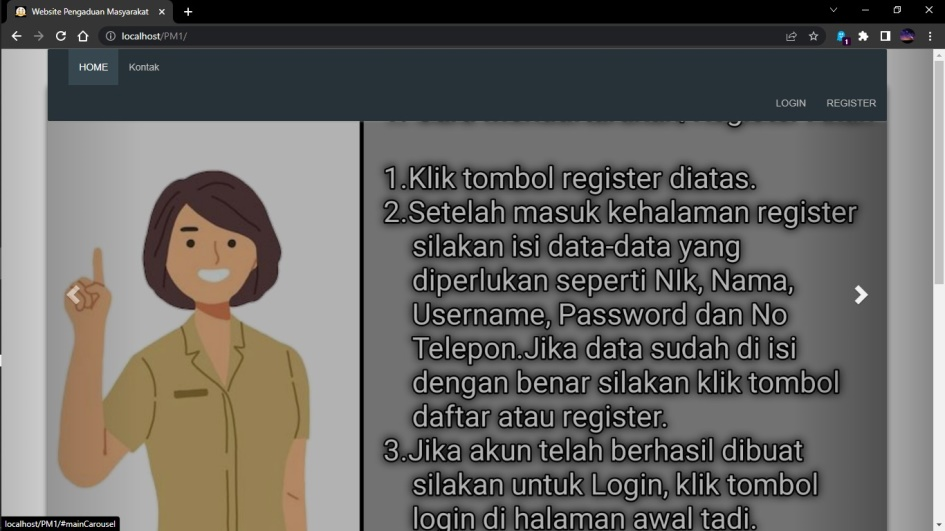 Website Pengaduan Masyarakat
localhost/PM1/
1
HOME Kontak
LOGIN REGISTER
1.Klik tombol register diatas.
2.Setelah masuk kehalaman register
silakan isi data-data yang
diperlukan seperti NIk, Nama,
Username, Password dan No
Telepon.Jika data sudah di isi
dengan benar silakan klik tombol
daftar atau register.
3.Jika akun telah berhasil dibuat
silakan untuk Login, klik tombol
login di halaman awal tadi.
localhost/PM1/#mainCarousel